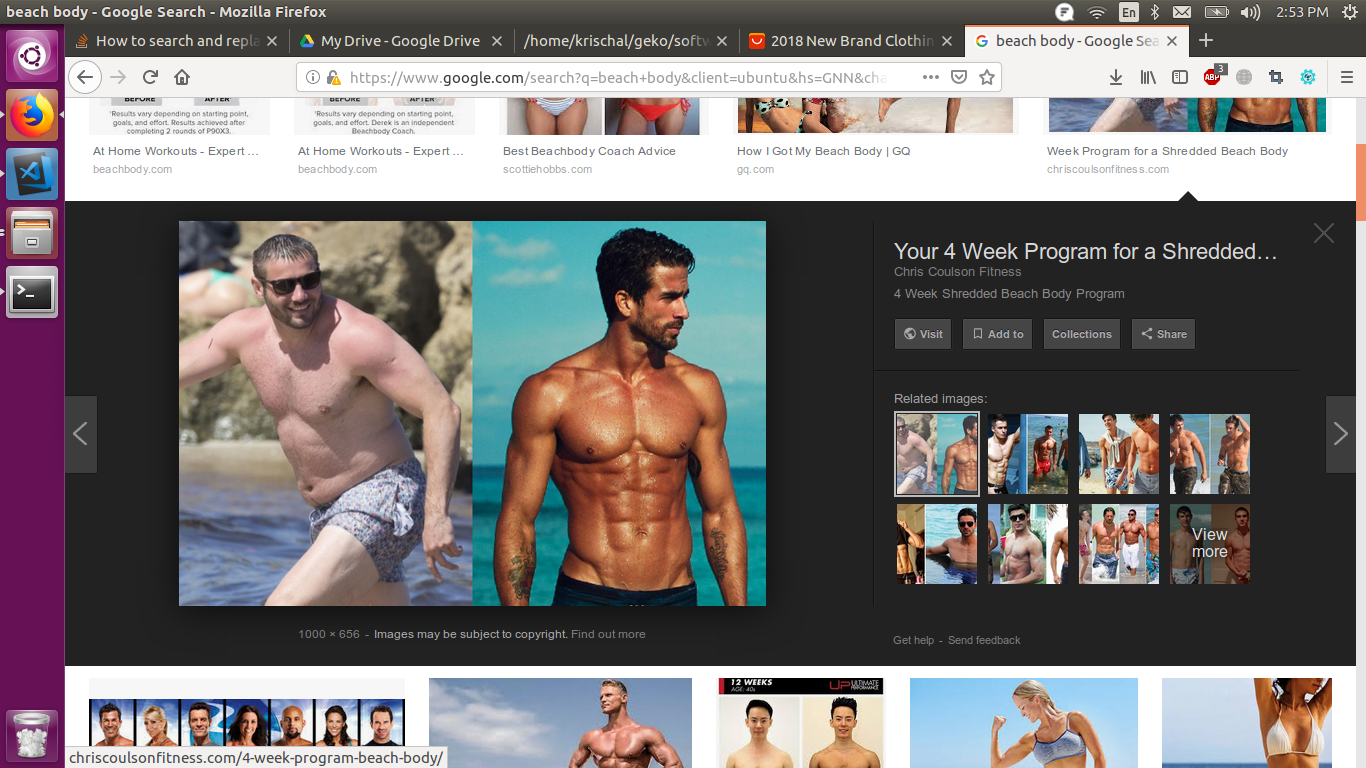 beach body - Google Search - Mozilla Firefox
En
2:53 PM
How to search and repla
My Drive - Google Drive
/home/krischal/geko/softw
2018 New Brand Clothin
beach body - Google Sea
https://www.google.com/search?q=beach+body&client=ubuntu&hs=GNN&cha
ABP
3
BEFORE
AFTER*
BEFORE
AFTER*
*Results vary depending on starting point,
goals, and effort. Results achieved after
completing 2 rounds of P90X3.
*Results vary depending on starting point,
goals, and effort. Derek is an independent
Beachbody Coach.
At Home Workouts - Expert ...
beachbody.com
At Home Workouts - Expert ...
beachbody.com
Best Beachbody Coach Advice
scottiehobbs.com
How I Got My Beach Body | GQ
gq.com
Week Program for a Shredded Beach Body
chriscoulsonfitness.com
Your 4 Week Program for a Shredded...
Chris Coulson Fitness
4 Week Shredded Beach Body Program
Visit
Add to
Collections
Share
Related images:
View
more
1000 × 656 - Images may be subject to copyright. Find out more
Get help - Send feedback
12 WEEKS
AGE: 40s
UP ULTIMATE
PERFORMANCE
chriscoulsonfitness.com/4-week-program-beach-body/